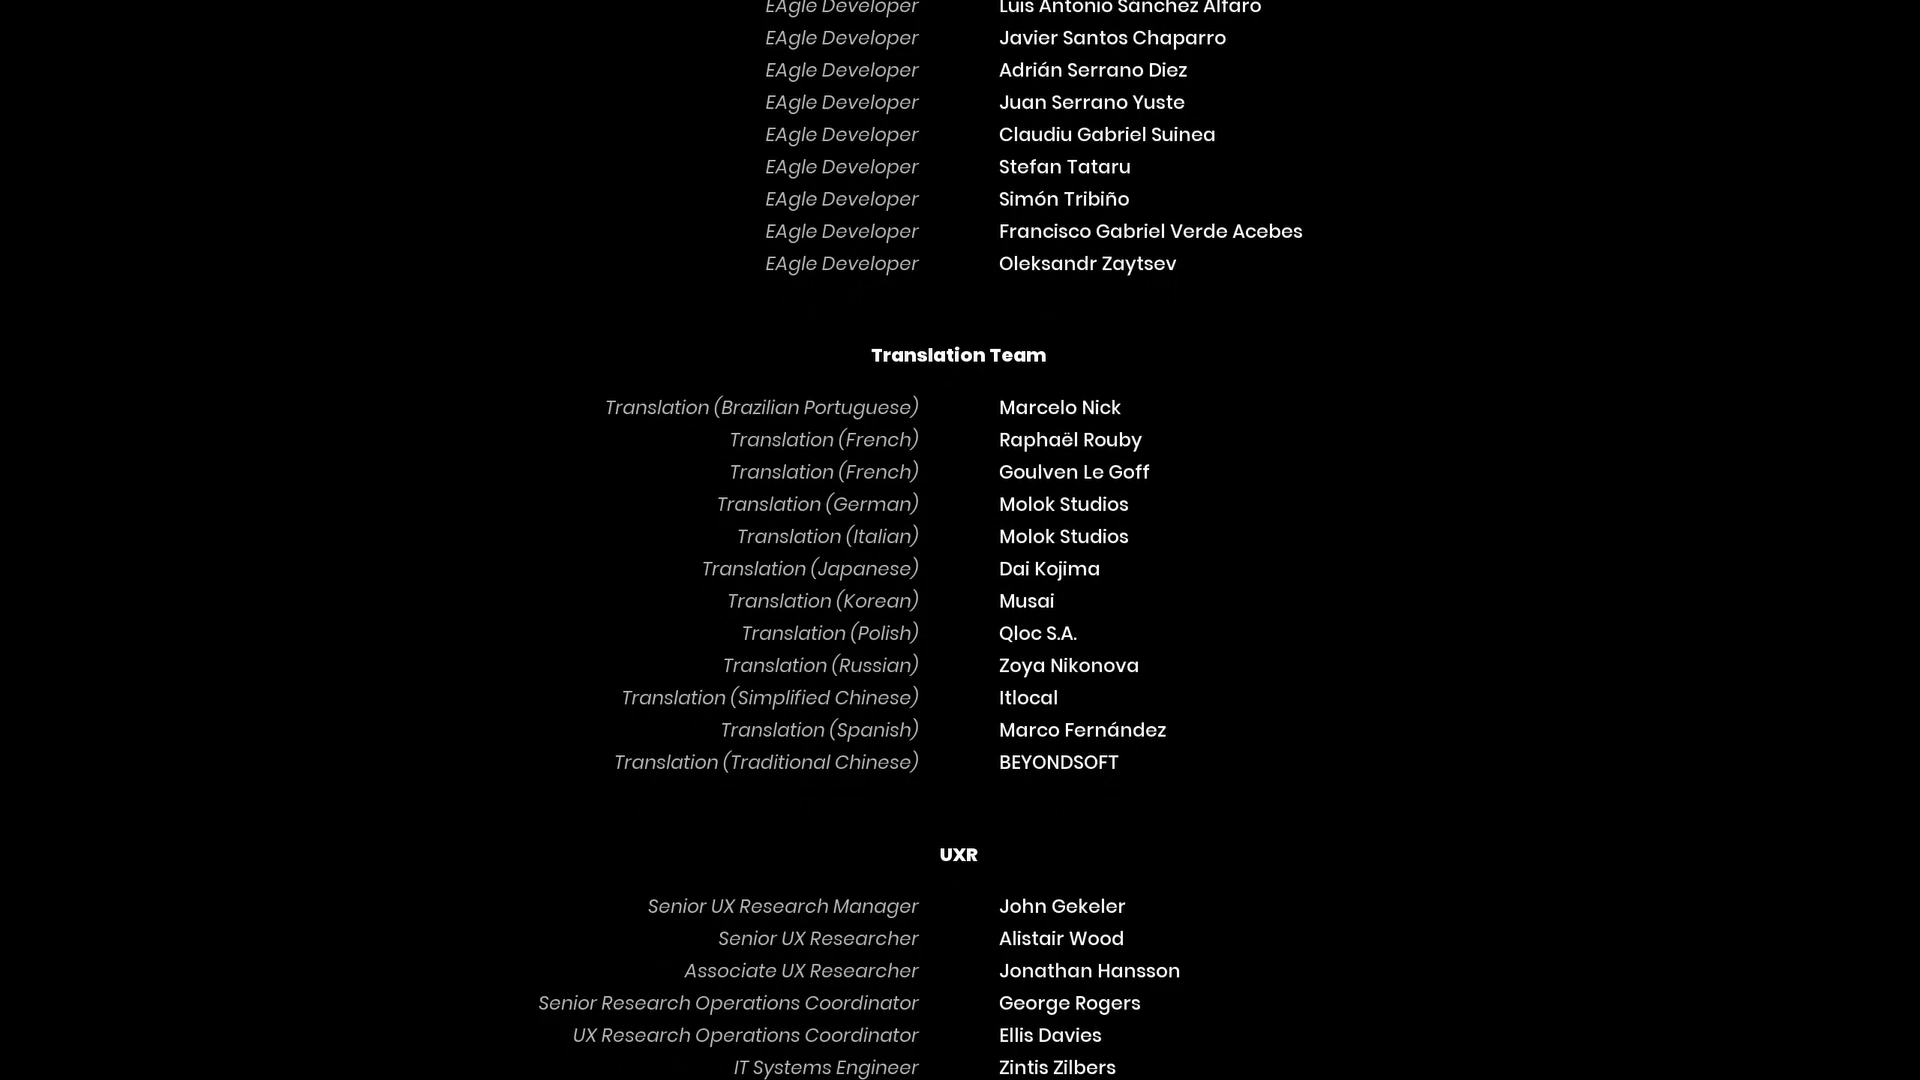 EAgle Developer Luis Antonio Sánchez Alfaro
EAgle Developer Javier Santos Chaparro
EAgle Developer Adrián Serrano Diez
EAgle Developer Juan Serrano Yuste
EAgle Developer Claudiu Gabriel Suinea
EAgle Developer Stefan Tataru
EAgle Developer Simón Tribiño
EAgle Developer Francisco Gabriel Verde Acebes
EAgle Developer Oleksandr Zaytsev
Translation Team
Translation (Brazilian Portuguese) Marcelo Nick
Translation (French) Raphaël Rouby
Translation (French) Goulven Le Goff
Translation (German) Molok Studios
Translation (Italian) Molok Studios
Translation (Japanese) Dai Kojima
Translation (Korean) Musai
Translation (Polish) Qloc S.A.
Translation (Russian) Zoya Nikonova
Translation (Simplified Chinese) Itlocal
Translation (Spanish) Marco Fernández
Translation (Traditional Chinese) BEYONDSOFT
UXR
Senior UX Research Manager John Gekeler
Senior UX Researcher Alistair Wood
Associate UX Researcher Jonathan Hansson
Senior Research Operations Coordinator George Rogers
UX Research Operations Coordinator Ellis Davies
IT Systems Engineer Zintis Zilbers